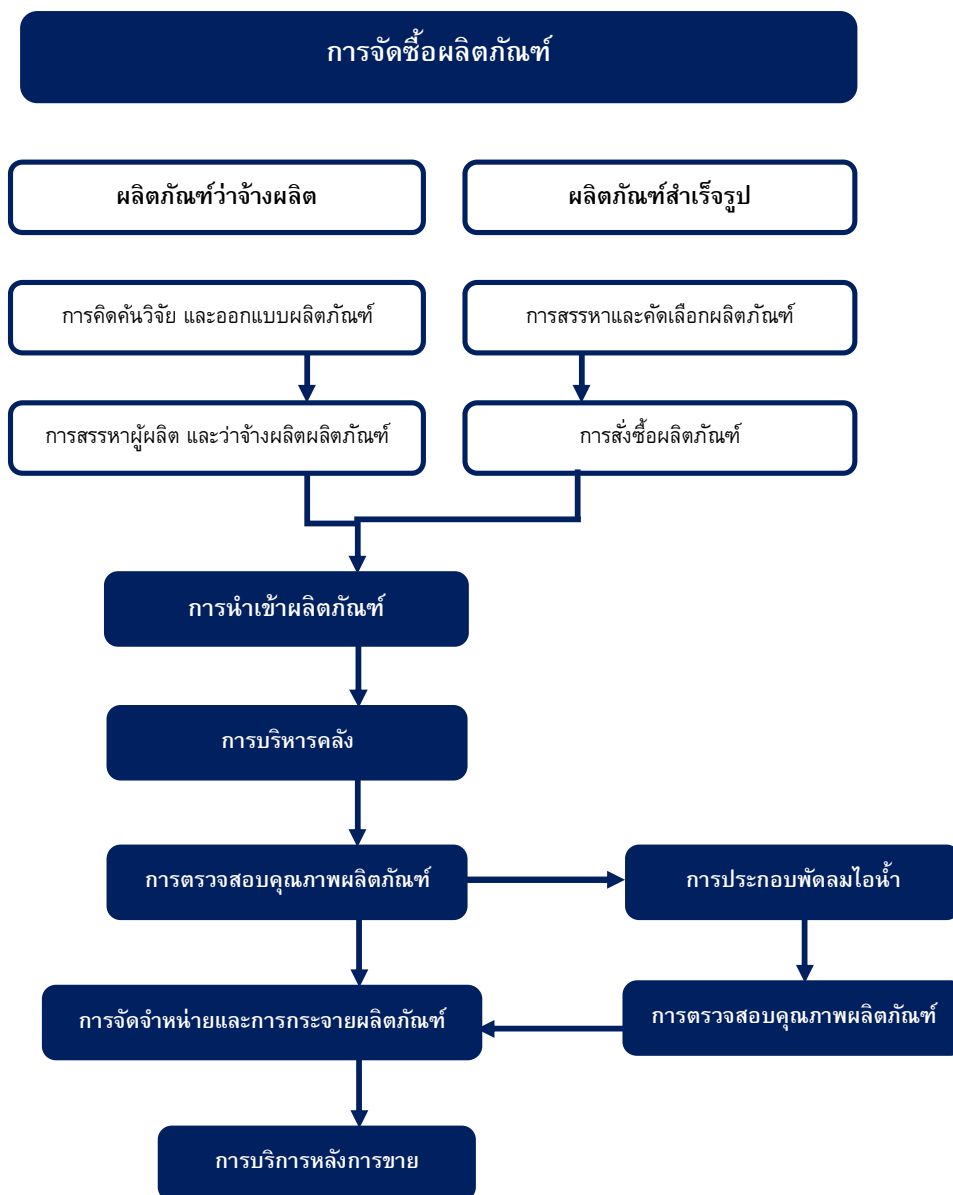 การจัดซื้อผลิตภัณฑ์
ผลิตภัณฑ์ว่าจ้างผลิต
ผลิตภัณฑ์สำเร็จรูป
การคิดค้นวิจัย และออกแบบผลิตภัณฑ์
การสรรหาและคัดเลือกผลิตภัณฑ์
การสรรหาผู้ผลิต และว่าจ้างผลิตผลิตภัณฑ์
การสั่งซื้อผลิตภัณฑ์
การนำเข้าผลิตภัณฑ์
การบริหารคลัง
การตรวจสอบคุณภาพผลิตภัณฑ์
การประกอบพัดลมไอน้ำ
การจัดจำหน่ายและการกระจายผลิตภัณฑ์
การตรวจสอบคุณภาพผลิตภัณฑ์
การบริการหลังการขาย